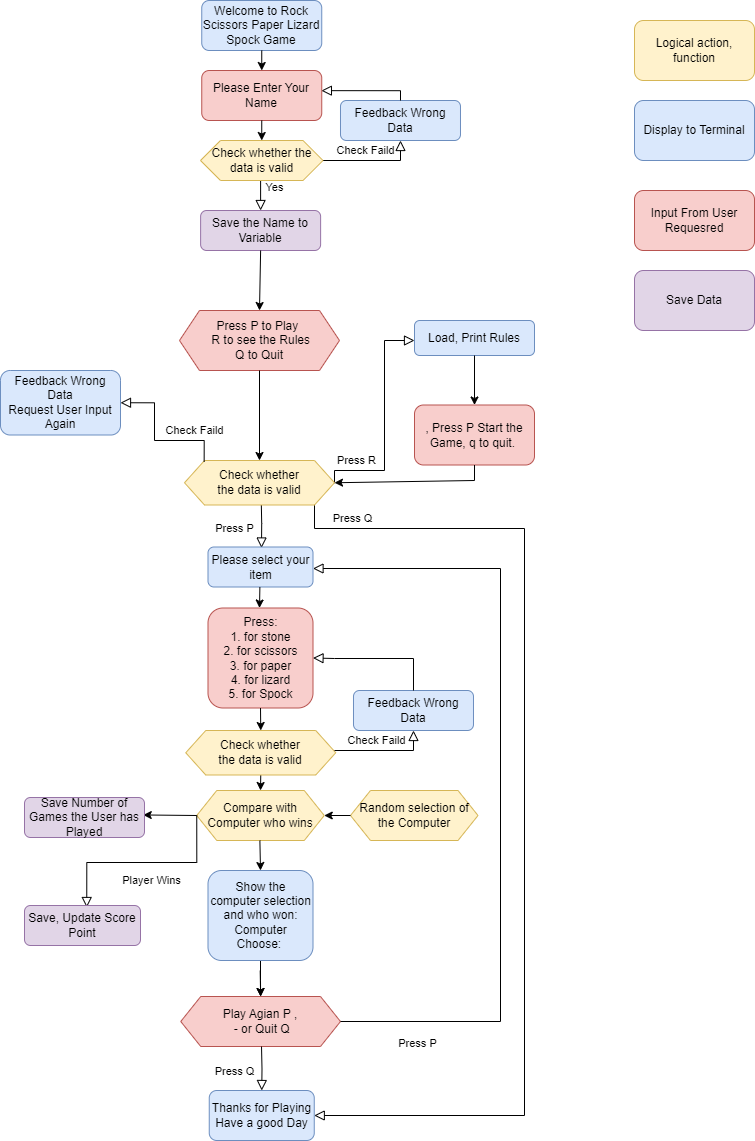 Welcome to Rock
Scissors Paper Lizard
Spock Game
Logical action,
function
Please Enter Your
Name
Feedback Wrong
Data
Display to Terminal
Check whether the
data is valid
Check Faild
Yes
Save the Name to
Variable
Input From User
Requesred
Save Data
Press P to Play
R to see the Rules
Q to Quit
Load, Print Rules
Feedback Wrong
Data
Request User Input
Again
Check Faild
, Press P Start the
Game, q to quit.
Press R
Check whether
the data is valid
Press P
Press Q
Please select your
item
Press:
1. for stone
2. for scissors
3. for paper
4. for lizard
5. for Spock
Feedback Wrong
Data
Check Faild
Check whether
the data is valid
Save Number of
Games the User has
Played
Compare with
Computer who wins
Random selection of
the Computer
Player Wins
Save, Update Score
Point
Show the
computer selection
and who won:
Computer
Choose:
Play Agian P ,
- or Quit Q
Press P
Press Q
Thanks for Playing
Have a good Day